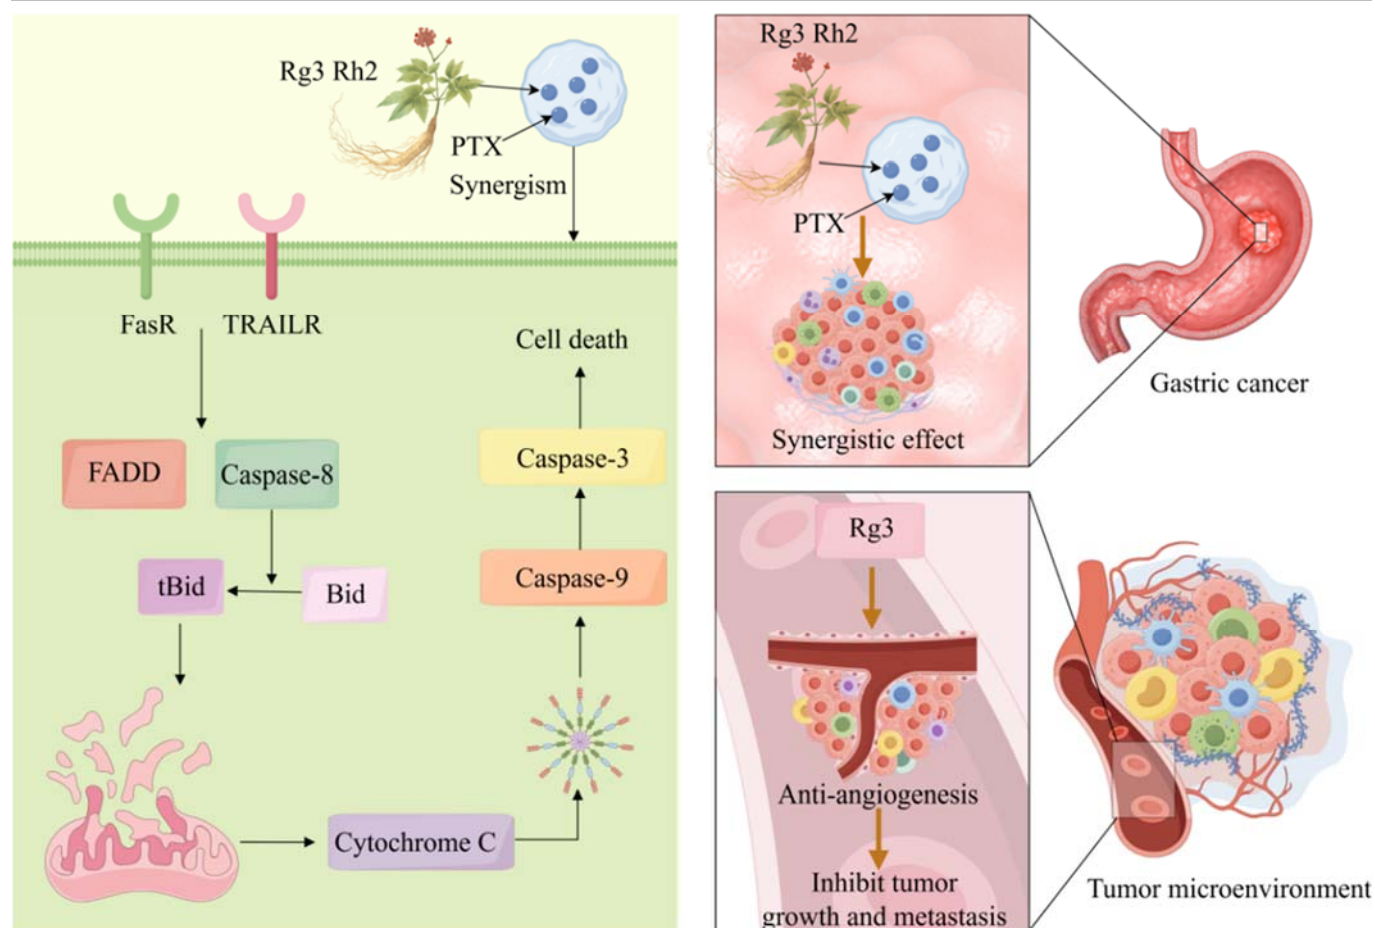 Rg3 Rh2
PTX
Synergism
FasR
TRAILR
Cell death
FADD
Caspase-8
Caspase-3
tBid
Bid
Caspase-9
Cytochrome C
Rg3 Rh2
PTX
Synergistic effect
Gastric cancer
Rg3
Anti-angiogenesis
Inhibit tumor
growth and metastasis
Tumor microenvironment